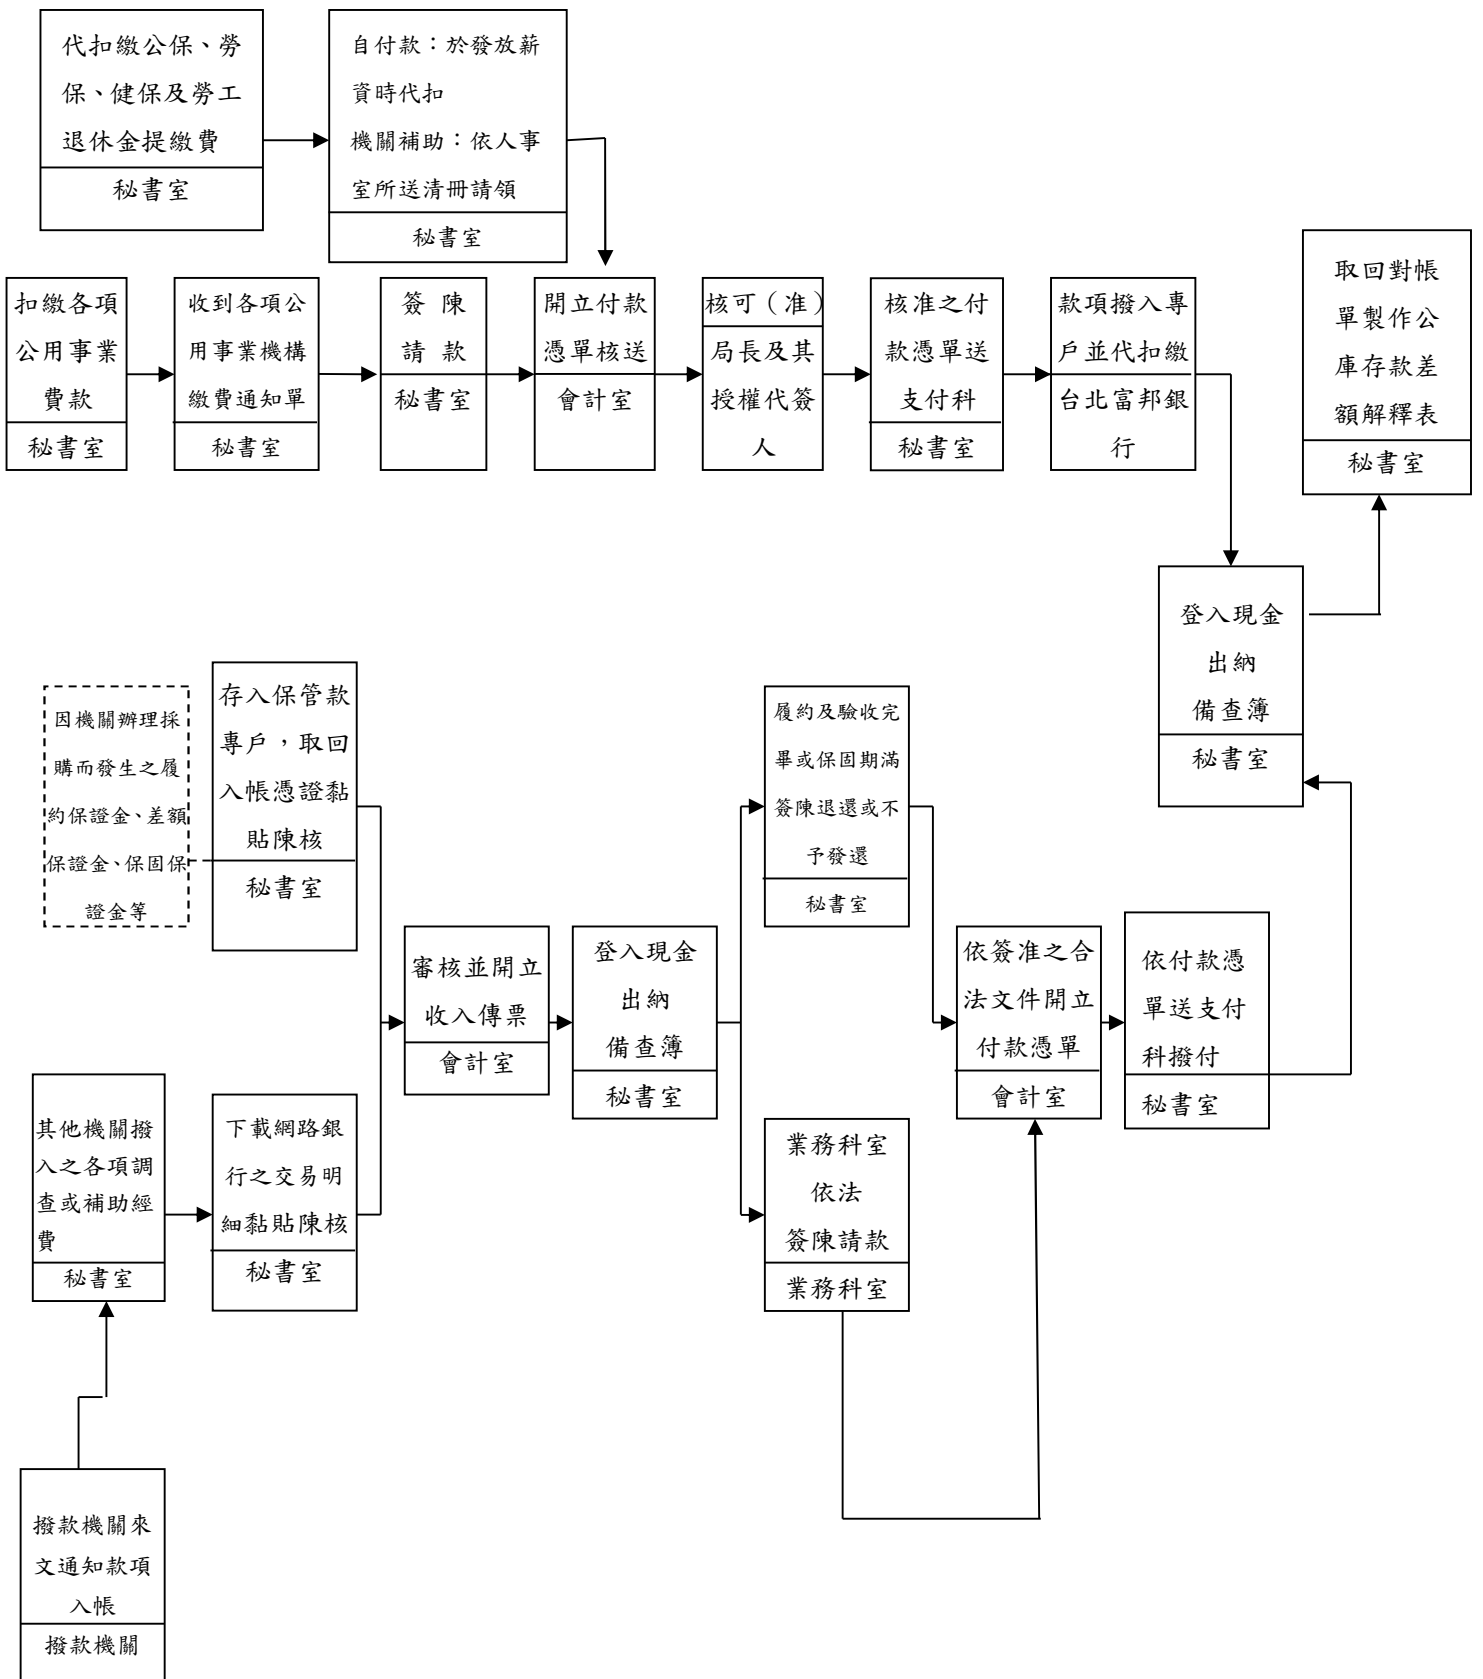 代扣繳公保、勞
保、健保及勞工
退休金提繳費
秘書室
自付款：於發放薪
資時代扣
機關補助：依人事
室所送清冊請領
秘書室
扣繳各項
公用事業
費款
秘書室
收到各項公
用事業機構
繳費通知單
秘書室
簽 陳
請 款
秘書室
開立付款
憑單核送
會計室
核可（准）
局長及其
授權代簽
人
核准之付
款憑單送
支付科
秘書室
款項撥入專
戶並代扣繳
台北富邦銀
行
取回對帳
單製作公
庫存款差
額解釋表
秘書室
登入現金
出納
備查簿
秘書室
因機關辦理採
購而發生之履
約保證金、差額
保證金、保固保
證金等
存入保管款
專戶，取回
入帳憑證黏
貼陳核
秘書室
審核並開立
收入傳票
會計室
登入現金
出納
備查簿
秘書室
履約及驗收完
畢或保固期滿
簽陳退還或不
予發還
秘書室
依簽准之合
法文件開立
付款憑單
會計室
依付款憑
單送支付
科撥付
秘書室
其他機關撥
入之各項調
查或補助經
費
秘書室
下載網路銀
行之交易明
細黏貼陳核
秘書室
業務科室
依法
簽陳請款
業務科室
撥款機關來
文通知款項
入帳
撥款機關